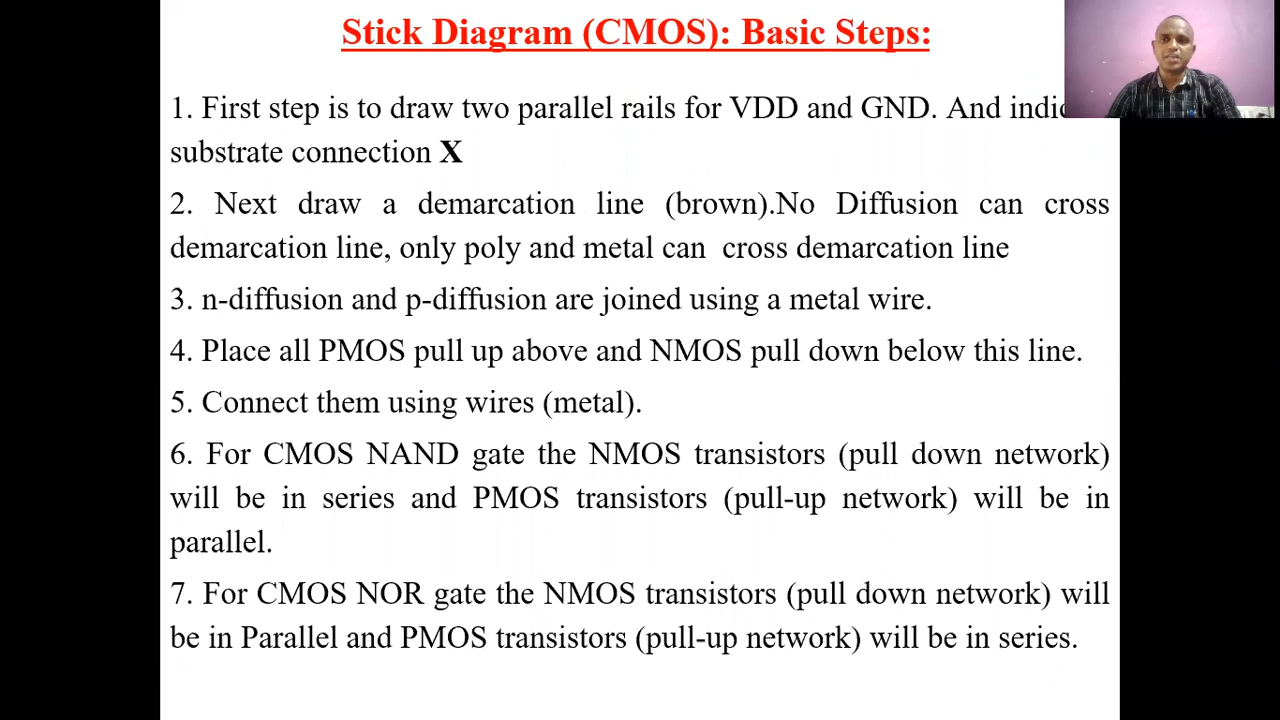 Stick Diagram (CMOS): Basic Steps:
1. First step is to draw two parallel rails for VDD and GND. And
substrate connection X
2. Next draw a demarcation line (brown).No Diffusion can cross
demarcation line, only poly and metal can cross demarcation line
3. n-diffusion and p-diffusion are joined using a metal wire.
4. Place all PMOS pull up above and NMOS pull down below this line.
5. Connect them using wires (metal).
6. For CMOS NAND gate the NMOS transistors (pull down network)
will be in series and PMOS transistors (pull-up network) will be in
parallel.
7. For CMOS NOR gate the NMOS transistors (pull down network) will
be in Parallel and PMOS transistors (pull-up network) will be in series.